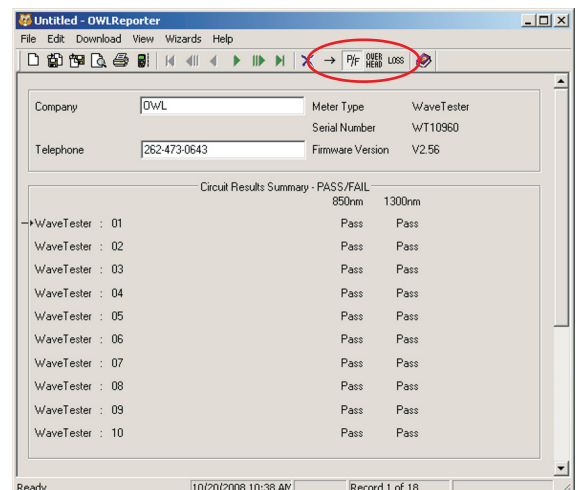 Untitled - OWLReporter
File Edit Download View Wizards Help
P/F OVER HEAD LOSS
Company OWL Meter Type WaveTester
Serial Number WT10960
Telephone 262-473-0643 Firmware Version V2.56
Circuit Results Summary - PASS/FAIL
850nm 1300nm
WaveTester : 01 Pass Pass
WaveTester : 02 Pass Pass
WaveTester : 03 Pass Pass
WaveTester : 04 Pass Pass
WaveTester : 05 Pass Pass
WaveTester : 06 Pass Pass
WaveTester : 07 Pass Pass
WaveTester : 08 Pass Pass
WaveTester : 09 Pass Pass
WaveTester : 10 Pass Pass
Ready 10/20/2008 10:38 AM Record 1 of 18